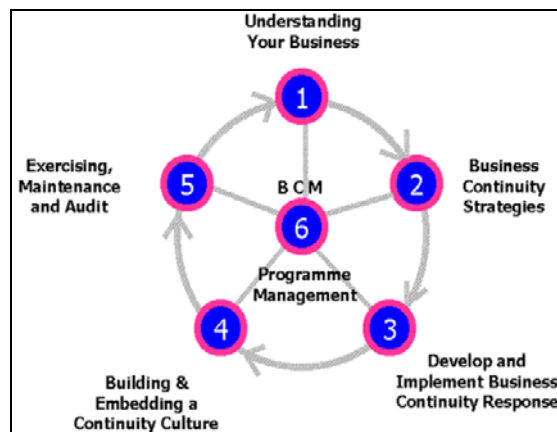 Understanding
Your Business
1
5
Exercising,
Maintenance
and Audit
2
Business
Continuity
Strategies
B C M
6
Programme
Management
4
Building &
Embedding a
Continuity Culture
3
Develop and
Implement Business
Continuity Response